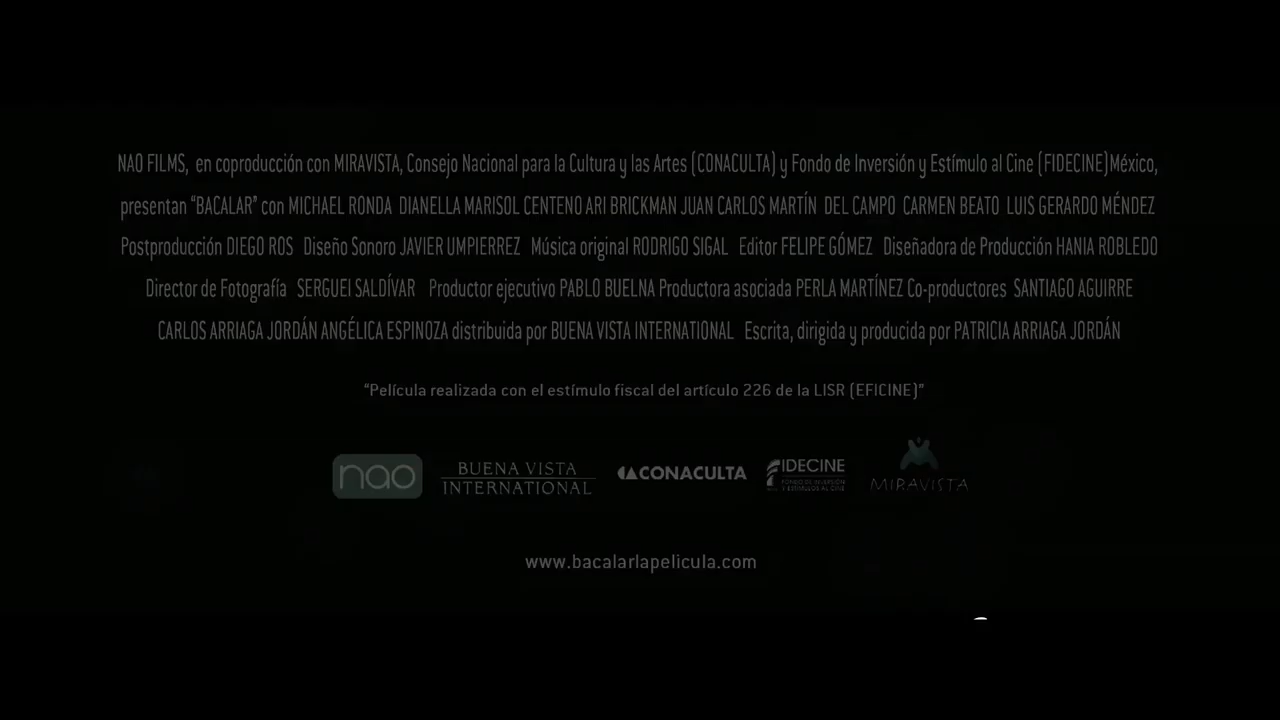 NAO FILMS, en coproducción con MIRAVISTA, Consejo Nacional para la Cultura y las Artes (CONACULTA) y Fondo de Inversión y Estímulo al Cine (FIDECINE)México,
presentan “BACALAR” con MICHAEL RONDA DIANELLA MARISOL CENTENO ARI BRICKMAN JUAN CARLOS MARTÍN DEL CAMPO CARMEN BEATO LUIS GERARDO MÉNDEZ
Postproducción DIEGO ROS Diseño Sonoro JAVIER UMPIERREZ Música original RODRIGO SIGAL Editor FELIPE GÓMEZ Diseñadora de Producción HANIA ROBLEDO
Director de Fotografía SERGUEI SALDÍVAR Productor ejecutivo PABLO BUELNA Productora asociada PERLA MARTÍNEZ Co-productores SANTIAGO AGUIRRE
CARLOS ARRIAGA JORDÁN ANGÉLICA ESPINOZA distribuida por BUENA VISTA INTERNATIONAL Escrita, dirigida y producida por PATRICIA ARRIAGA JORDÁN
“Película realizada con el estímulo fiscal del artículo 226 de la LISR (EFICINE)”
nao BUENA VISTA INTERNATIONAL CONACULTA FIDECINE FONDO DE INVERSIÓN Y ESTÍMULOS AL CINE MIRAVISTA
www.bacalarlapelicula.com